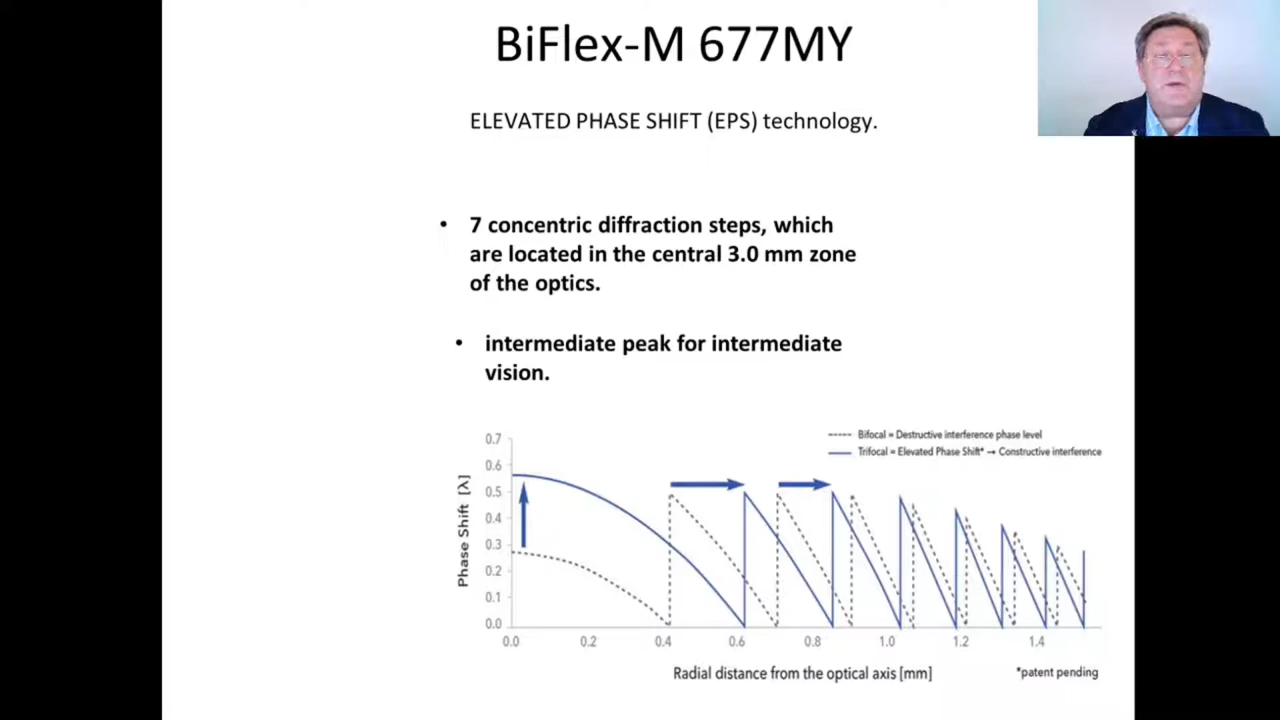 BiFlex-M 677MY
ELEVATED PHASE SHIFT (EPS) technology.
• 7 concentric diffraction steps, which
are located in the central 3.0 mm zone
of the optics.
• intermediate peak for intermediate
vision.
Bifocal = Destructive interference phase level
Trifocal = Elevated Phase Shift* → Constructive interference
Phase Shift [λ]
0.7
0.6
0.5
0.4
0.3
0.2
0.1
0.0
0.0 0.2 0.4 0.6 0.8 1.0 1.2 1.4
Radial distance from the optical axis [mm]
*patent pending